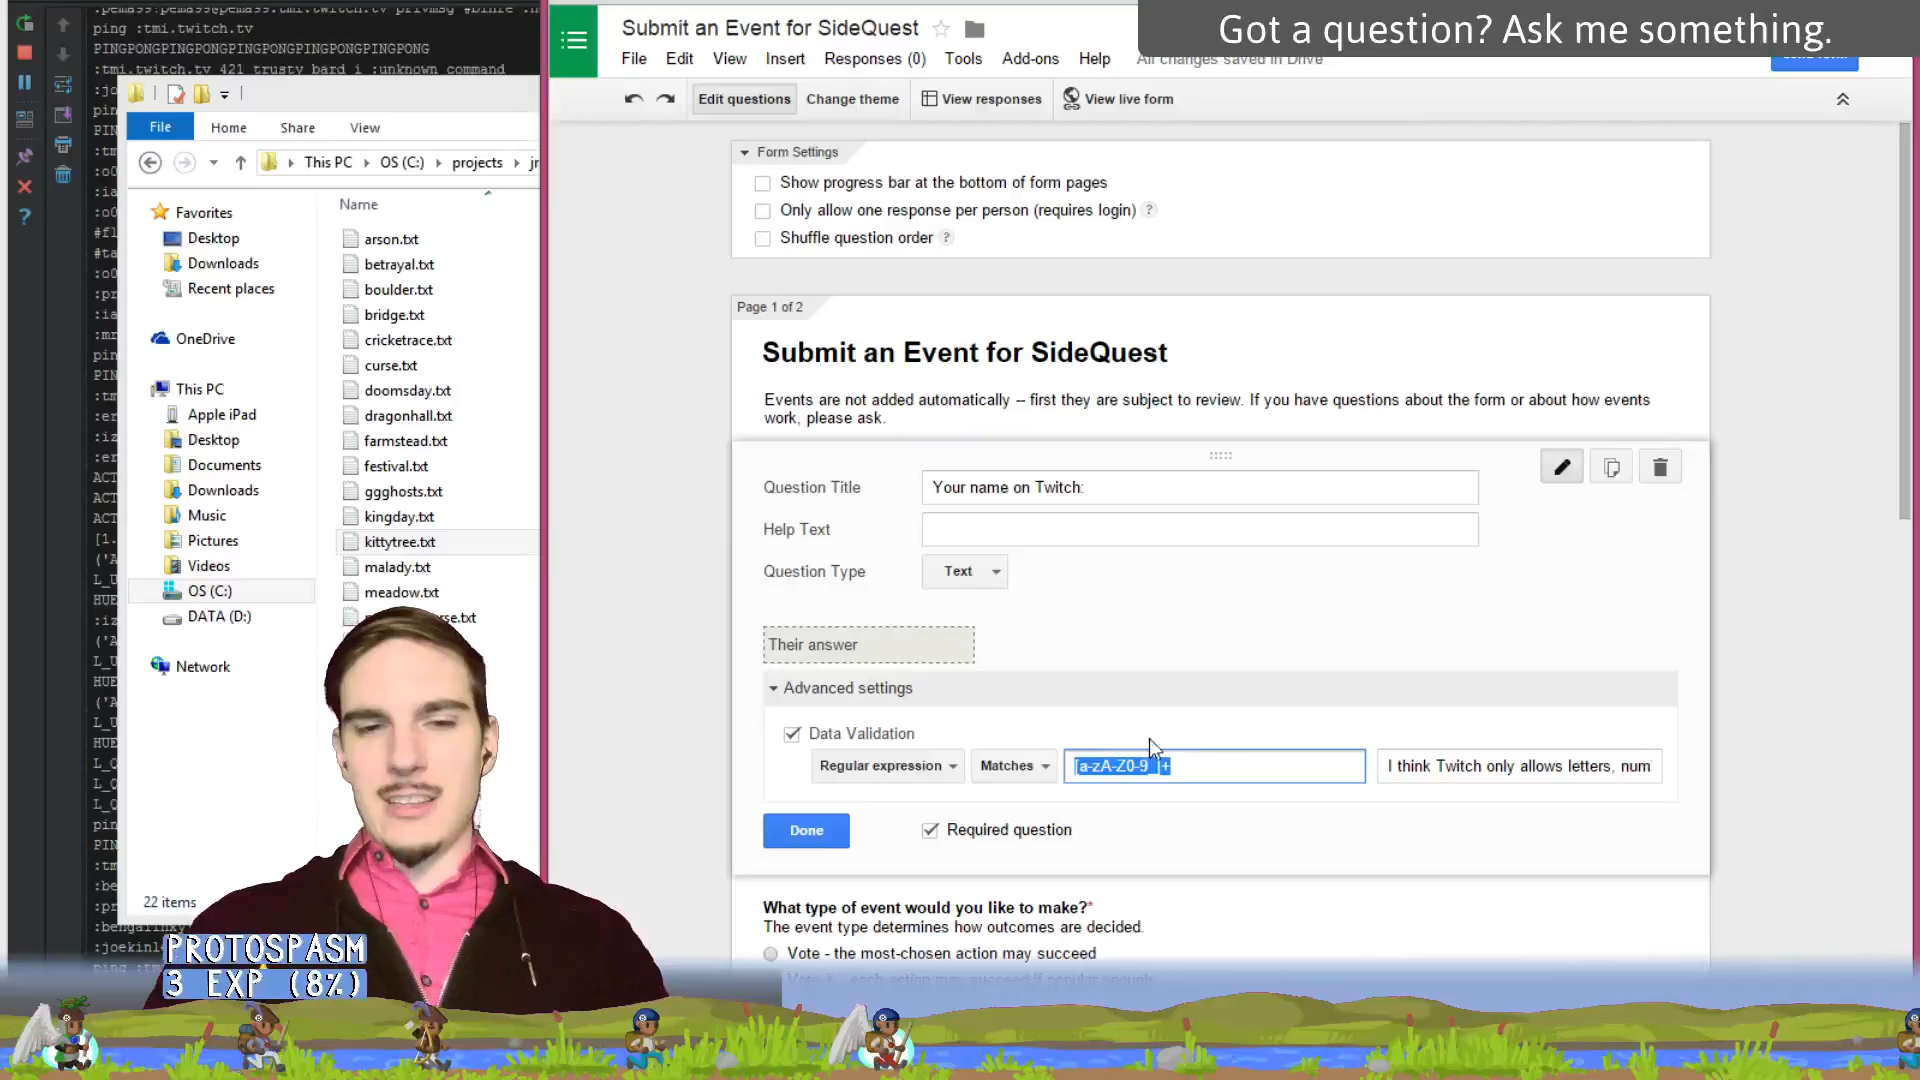 ping :tmi.twitch.tv
PINGPONGPINGPONGPINGPONGPINGPONGPINGPONG
:tmi.twitch.tv 421 trusty_bard_i :unknown command
File
Home
Share
View
This PC
OS (C:)
projects
Name
Favorites
Desktop
Downloads
Recent places
OneDrive
This PC
Apple iPad
Desktop
Documents
Downloads
Music
Pictures
Videos
OS (C:)
DATA (D:)
Network
arson.txt
betrayal.txt
boulder.txt
bridge.txt
cricketrace.txt
curse.txt
doomsday.txt
dragonhall.txt
farmstead.txt
festival.txt
ggghosts.txt
kingday.txt
kittytree.txt
malady.txt
meadow.txt
22 items
PROTOSPASM
3 EXP (8%)
Got a question? Ask me something.
Submit an Event for SideQuest
File Edit View Insert Responses (0) Tools Add-ons Help All changes saved in Drive
Edit questions
Change theme
View responses
View live form
Form Settings
Show progress bar at the bottom of form pages
Only allow one response per person (requires login) ?
Shuffle question order ?
Page 1 of 2
Submit an Event for SideQuest
Events are not added automatically -- first they are subject to review. If you have questions about the form or about how events
work, please ask.
Question Title
Your name on Twitch:
Help Text
Question Type
Text
Their answer
Advanced settings
Data Validation
Regular expression
Matches
[a-zA-Z0-9_]+
I think Twitch only allows letters, num
Done
Required question
What type of event would you like to make?*
The event type determines how outcomes are decided.
Vote - the most-chosen action may succeed